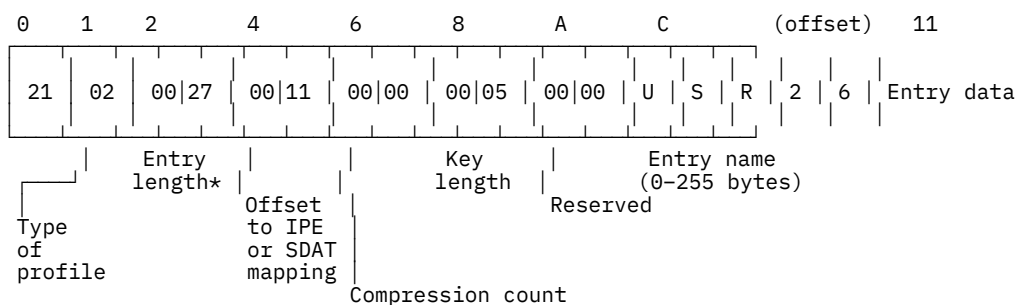 0 1 2 4 6 8 A C (offset) 11
21 02 00|27 00|11 00|00 00|05 00|00 U S R 2 6 Entry data
Entry Key Entry name
length* length (0–255 bytes)
Offset Reserved
Type to IPE
of or SDAT
profile mapping
Compression count